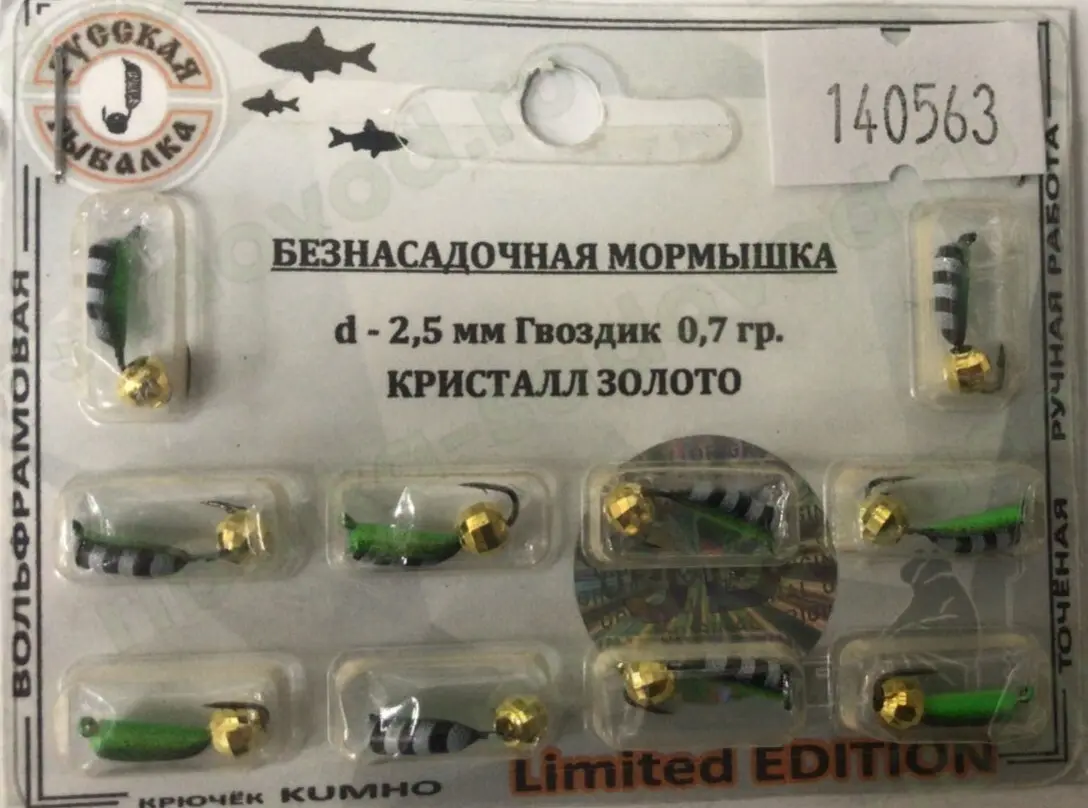 РУССКАЯ
РЫБАЛКА
140563
БЕЗНАСАДОЧНАЯ МОРМЫШКА
d - 2,5 мм Гвоздик 0,7 гр.
КРИСТАЛЛ ЗОЛОТО
ВОЛЬФРАМОВАЯ
ТОЧЁНАЯ РУЧНАЯ РАБОТА
Limited EDITION
КРЮЧЁК KUMHO